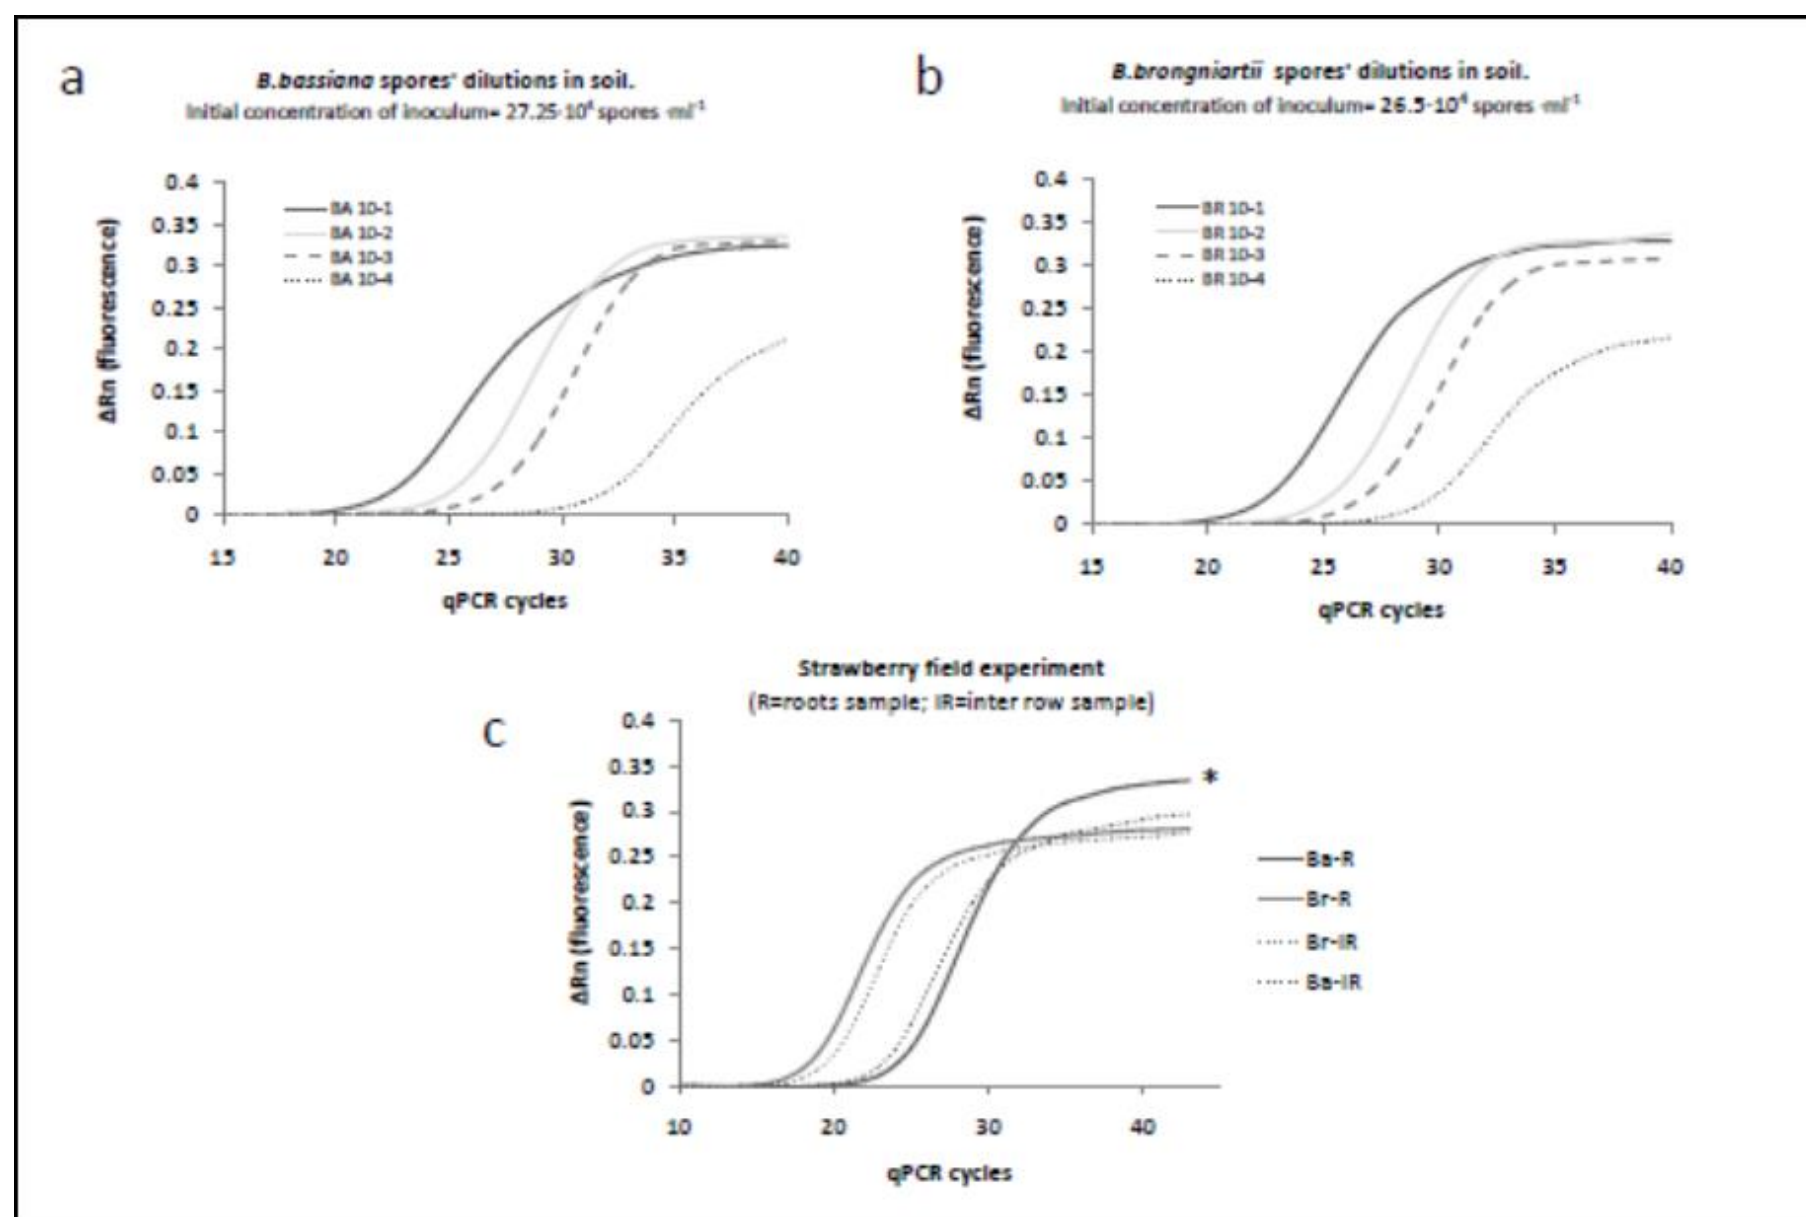 a
B.bassiana spores' dilutions in soil.
Initial concentration of inoculum= 27.25·10⁴ spores ·ml⁻¹
0.4
0.35
0.3
0.25
0.2
0.15
0.1
0.05
0
BA 10-1
BA 10-2
BA 10-3
BA 10-4
ΔRn (fluorescence)
15 20 25 30 35 40
qPCR cycles
b
B.brongniartii spores' dilutions in soil.
Initial concentration of inoculum= 26.5·10⁴ spores ·ml⁻¹
0.4
0.35
0.3
0.25
0.2
0.15
0.1
0.05
0
BR 10-1
BR 10-2
BR 10-3
BR 10-4
ΔRn (fluorescence)
15 20 25 30 35 40
qPCR cycles
c
Strawberry field experiment
(R=roots sample; IR=inter row sample)
0.4
0.35
0.3
0.25
0.2
0.15
0.1
0.05
0
*
ΔRn (fluorescence)
Ba-R
Br-R
Br-IR
Ba-IR
10 20 30 40
qPCR cycles